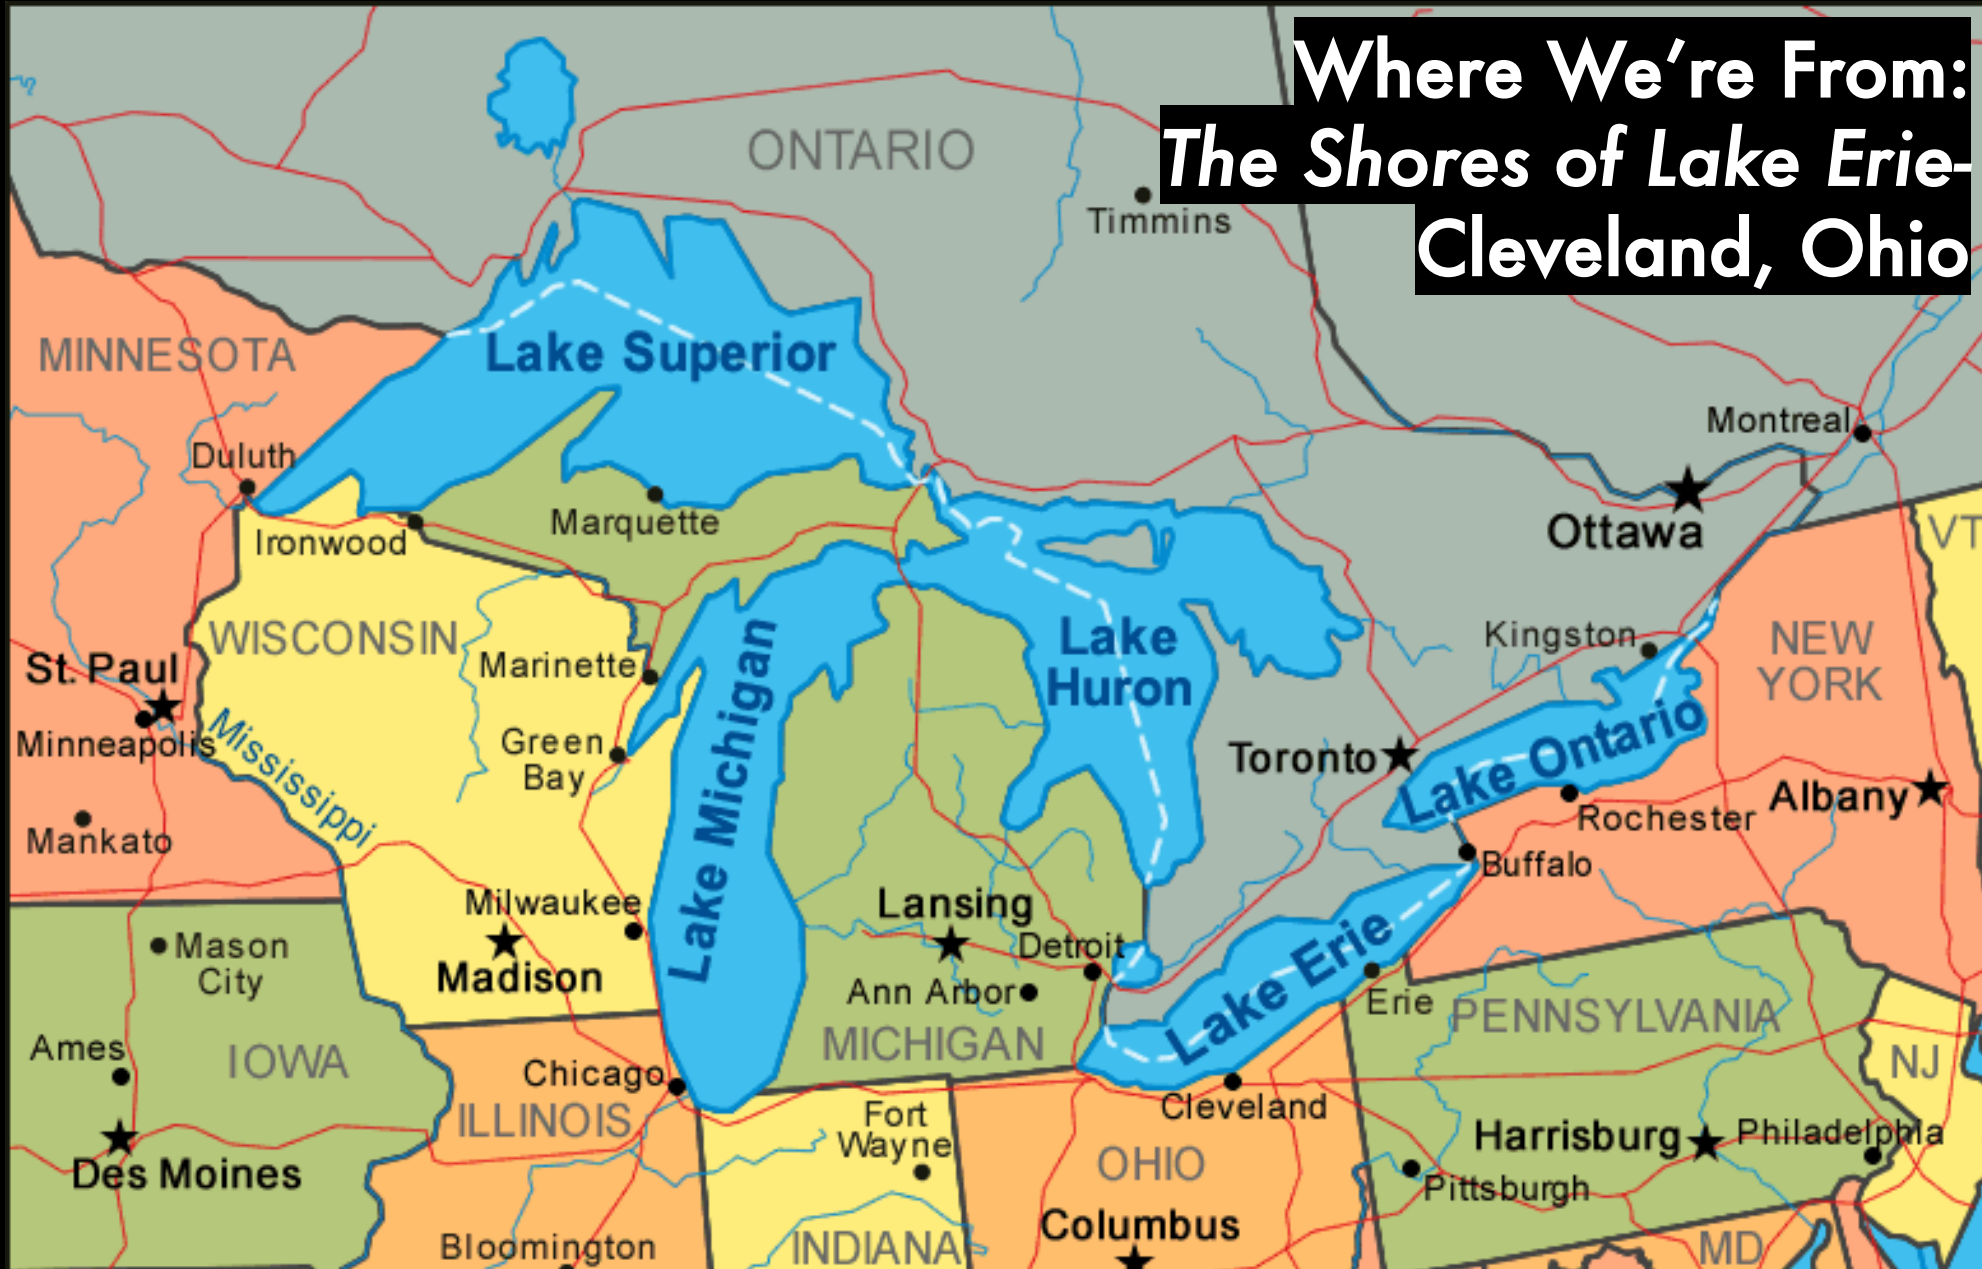 Where We’re From:
The Shores of Lake Erie-
Cleveland, Ohio
ONTARIO
Timmins
Lake Superior
MINNESOTA
Duluth
Ironwood
Marquette
Montreal
Ottawa
VT
WISCONSIN
St. Paul
Minneapolis
Mississippi
Mankato
Marinette
Green
Bay
Lake Michigan
Lake
Huron
Kingston
NEW
YORK
Toronto
Lake Ontario
Rochester
Albany
Buffalo
Milwaukee
Madison
Lansing
Detroit
Ann Arbor
MICHIGAN
Lake Erie
Erie
PENNSYLVANIA
Mason
City
Ames
IOWA
Chicago
ILLINOIS
Fort
Wayne
Cleveland
NJ
Des Moines
OHIO
Harrisburg
Philadelphia
Pittsburgh
Bloomington
INDIANA
Columbus
MD